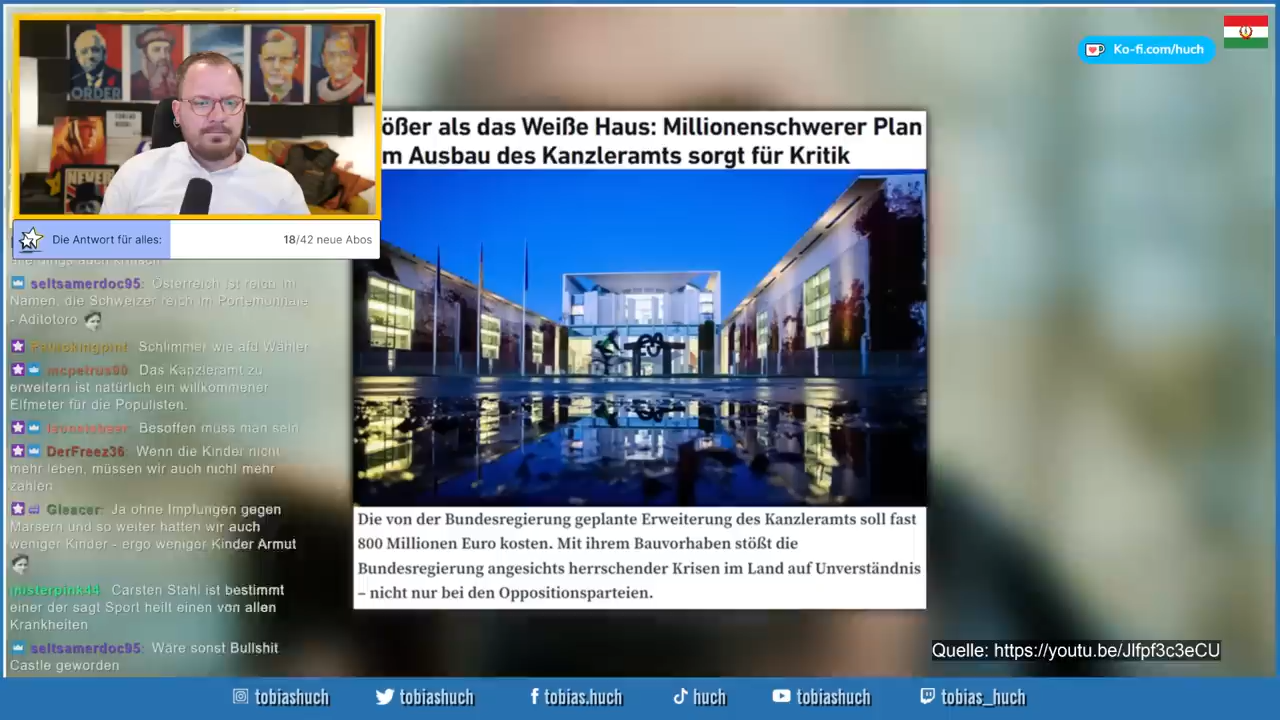 ORDER
NEVER
Ko-fi.com/huch
ößer als das Weiße Haus: Millionenschwerer Plan
m Ausbau des Kanzleramts sorgt für Kritik
Die Antwort für alles:
18/42 neue Abos
seltsamerdoc95: Österreich ist reich im
Namen, die Schweizer reich im Portemonnaie
- Aditotoro
Schlimmer wie afd Wähler
mcpetrus90 Das Kanzleramt zu
erweitern ist natürlich ein willkommener
Elfmeter für die Populisten.
Besoffen muss man sein
DerFreez36: Wenn die Kinder nicht
mehr leben, müssen wir auch nicht mehr
zahlen
Gleacer: Ja ohne Impfungen gegen
Marsern und so weiter hatten wir auch
weniger Kinder - ergo weniger Kinder Armut
misterpink44 Carsten Stahl ist bestimmt
einer der sagt Sport heilt einen von allen
Krankheiten
seltsamerdoc95: Wäre sonst Bullshit
Castle geworden
Die von der Bundesregierung geplante Erweiterung des Kanzleramts soll fast
800 Millionen Euro kosten. Mit ihrem Bauvorhaben stößt die
Bundesregierung angesichts herrschender Krisen im Land auf Unverständnis
– nicht nur bei den Oppositionsparteien.
Quelle: https://youtu.be/JIfpf3c3eCU
tobiashuch
tobiashuch
tobias.huch
huch
tobiashuch
tobias_huch